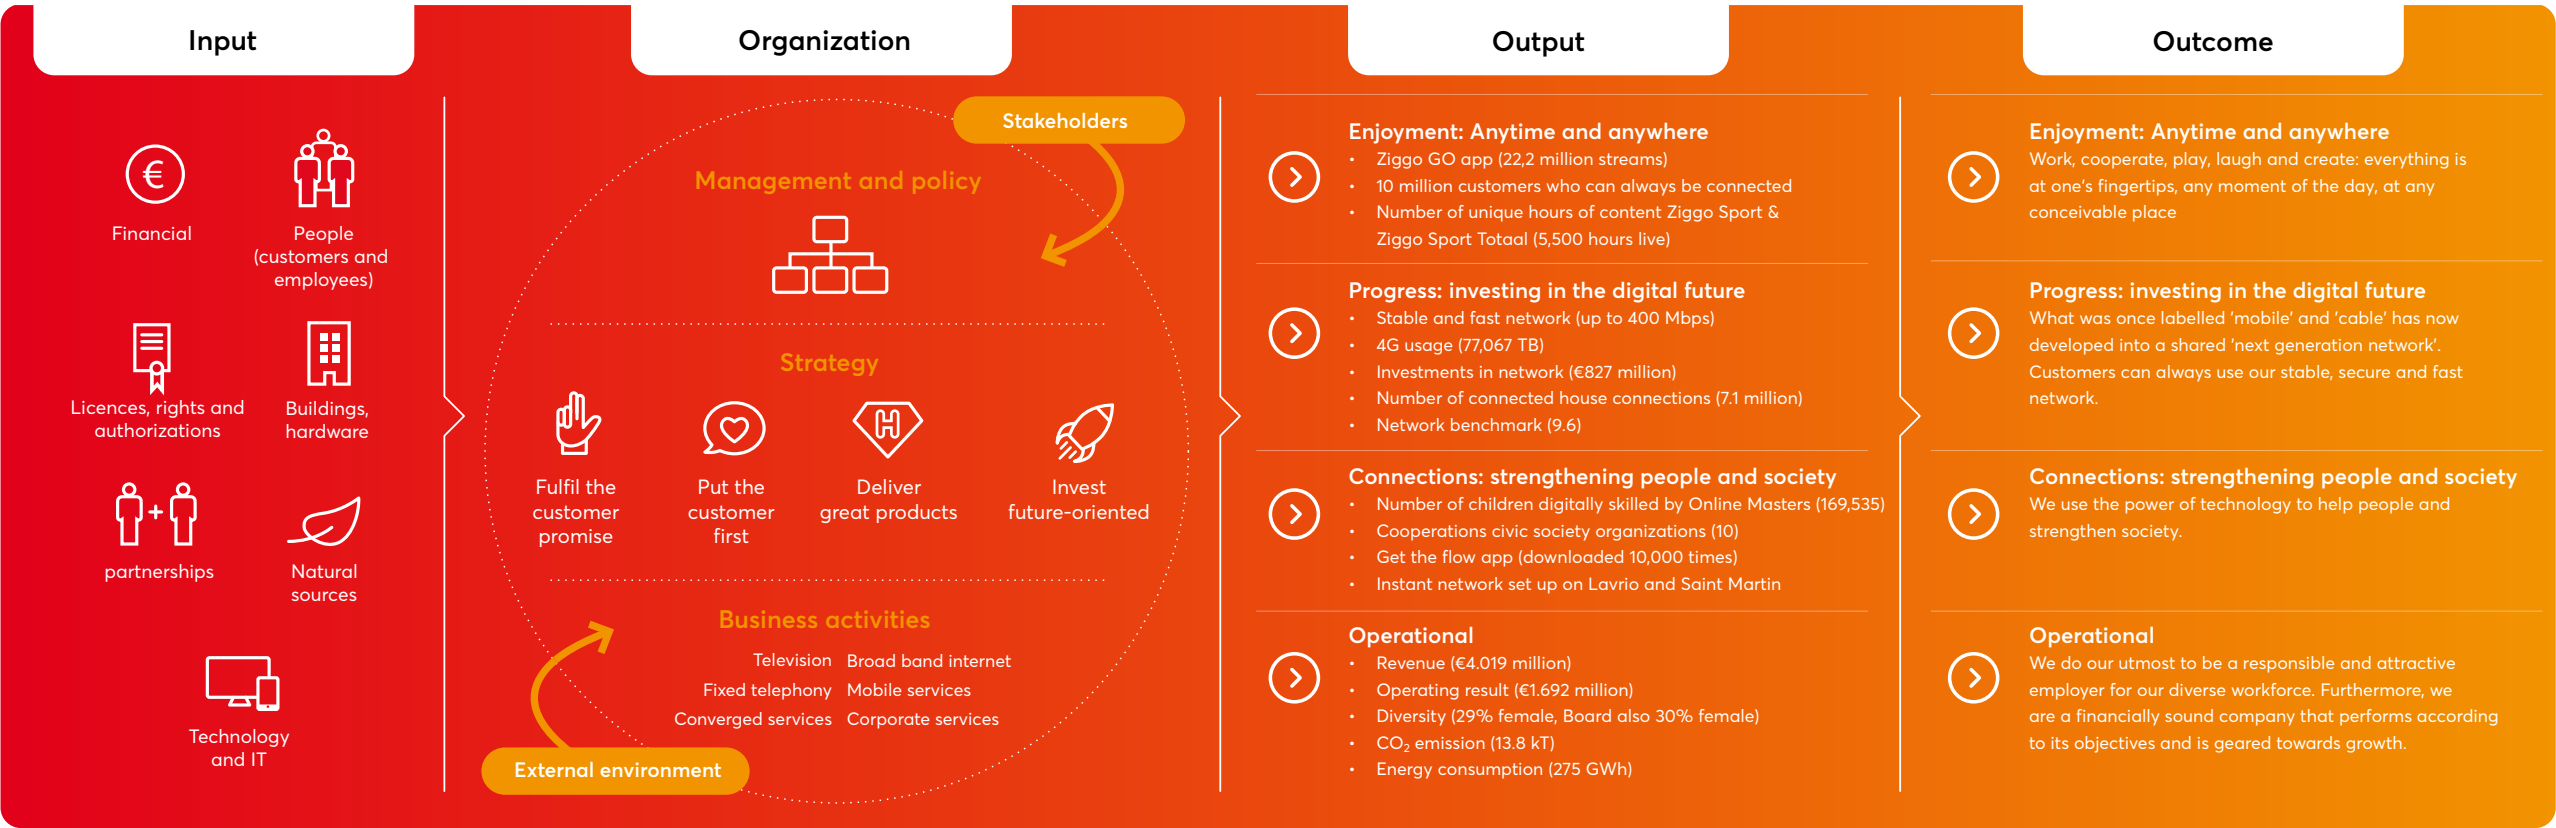 Input
Financial
People
(customers and
employees)
Licences, rights and
authorizations
Buildings,
hardware
partnerships
Natural
sources
Technology
and IT
Organization
Stakeholders
Management and policy
Strategy
Fulfil the
customer
promise
Put the
customer
first
Deliver
great products
Invest
future-oriented
Business activities
Television Broad band internet
Fixed telephony Mobile services
Converged services Corporate services
External environment
Output
Enjoyment: Anytime and anywhere
• Ziggo GO app (22,2 million streams)
• 10 million customers who can always be connected
• Number of unique hours of content Ziggo Sport &
Ziggo Sport Totaal (5,500 hours live)
Progress: investing in the digital future
• Stable and fast network (up to 400 Mbps)
• 4G usage (77,067 TB)
• Investments in network (€827 million)
• Number of connected house connections (7.1 million)
• Network benchmark (9.6)
Connections: strengthening people and society
• Number of children digitally skilled by Online Masters (169,535)
• Cooperations civic society organizations (10)
• Get the flow app (downloaded 10,000 times)
• Instant network set up on Lavrio and Saint Martin
Operational
• Revenue (€4.019 million)
• Operating result (€1.692 million)
• Diversity (29% female, Board also 30% female)
• CO₂ emission (13.8 kT)
• Energy consumption (275 GWh)
Outcome
Enjoyment: Anytime and anywhere
Work, cooperate, play, laugh and create: everything is
at one's fingertips, any moment of the day, at any
conceivable place
Progress: investing in the digital future
What was once labelled 'mobile' and 'cable' has now
developed into a shared 'next generation network'.
Customers can always use our stable, secure and fast
network.
Connections: strengthening people and society
We use the power of technology to help people and
strengthen society.
Operational
We do our utmost to be a responsible and attractive
employer for our diverse workforce. Furthermore, we
are a financially sound company that performs according
to its objectives and is geared towards growth.